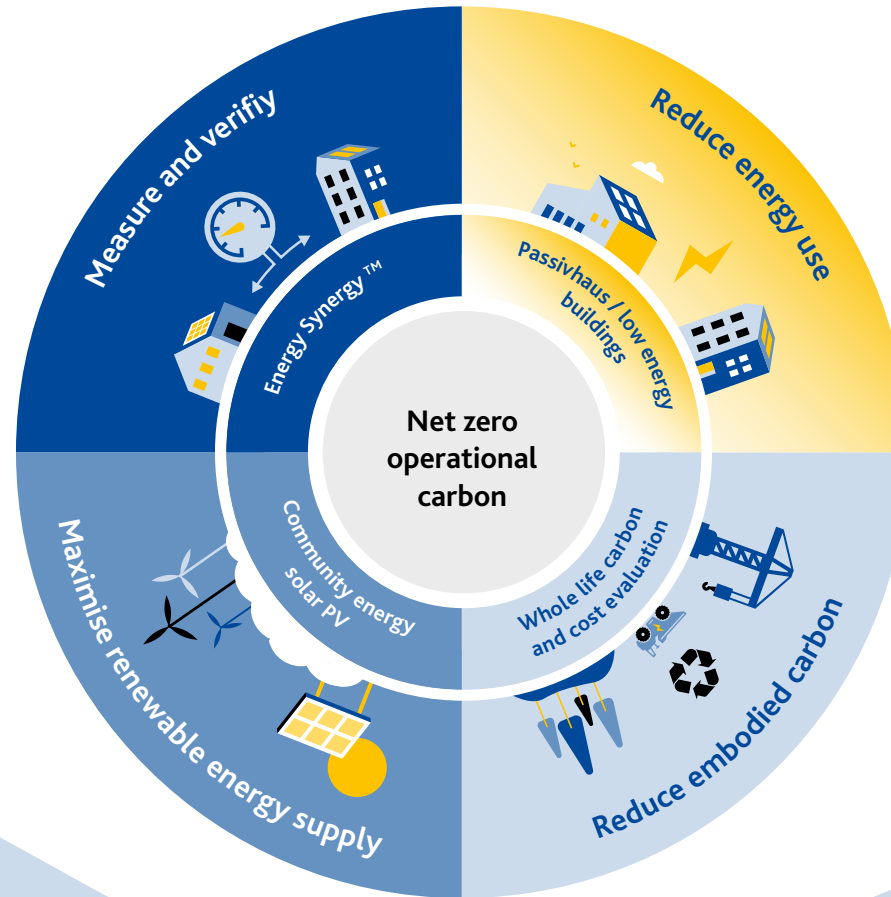 Measure and verifiy
Reduce energy use
Energy Synergy™
Passivhaus / low energy
buildings
Net zero
operational
carbon
Community energy
solar PV
Whole life carbon
and cost evaluation
Maximise renewable energy supply
Reduce embodied carbon